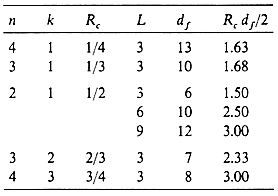 n k R_c L d_f R_c d_f/2
4 1 1/4 3 13 1.63
3 1 1/3 3 10 1.68
2 1 1/2 3 6 1.50
6 10 2.50
9 12 3.00
3 2 2/3 3 7 2.33
4 3 3/4 3 8 3.00